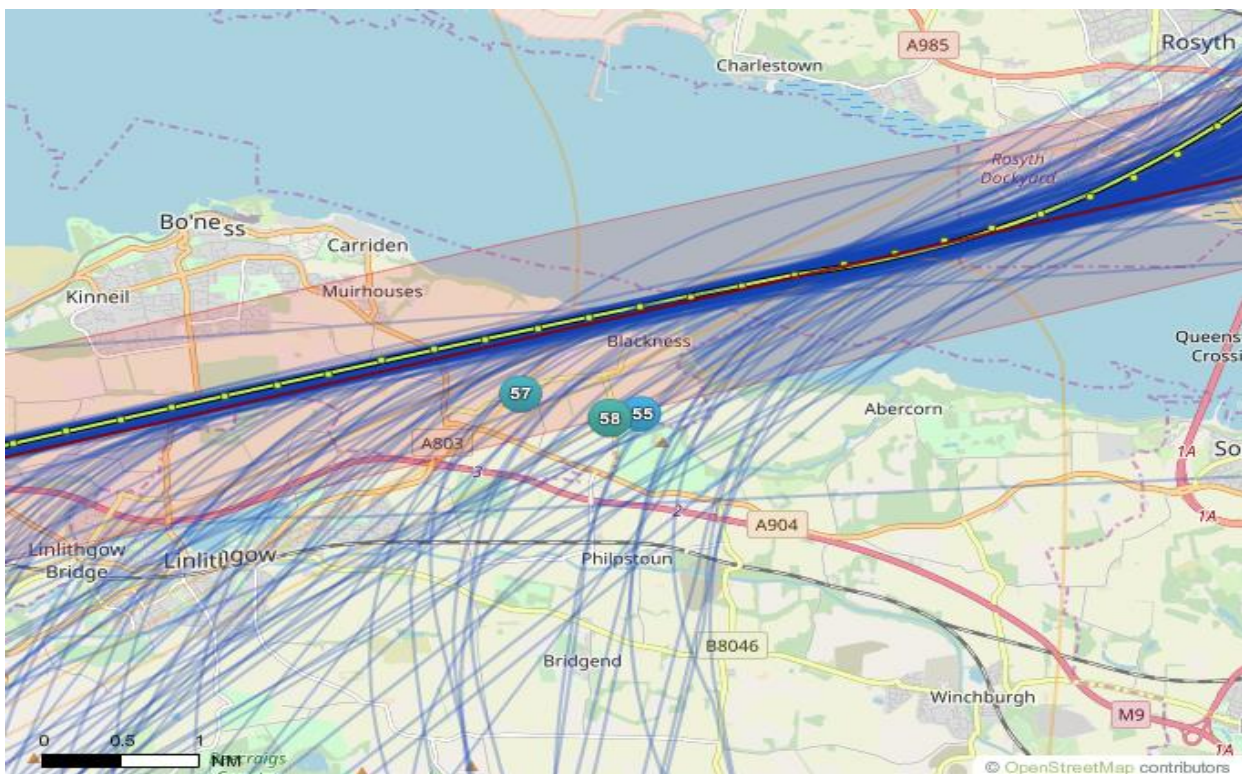 A985
Rosyth
Charlestown
Rosyth
Dockyard
Bo'ness
Carriden
Kinneil
Muirhouses
Queens
Crossi
Blackness
57
58
55
Abercorn
A803
3
1A
So
2
A904
1A
Linlithgow
Bridge
Linlithgow
Philpstoun
B8046
Bridgend
Winchburgh
M9
0
0.5
1
NM
1A
© OpenStreetMap contributors